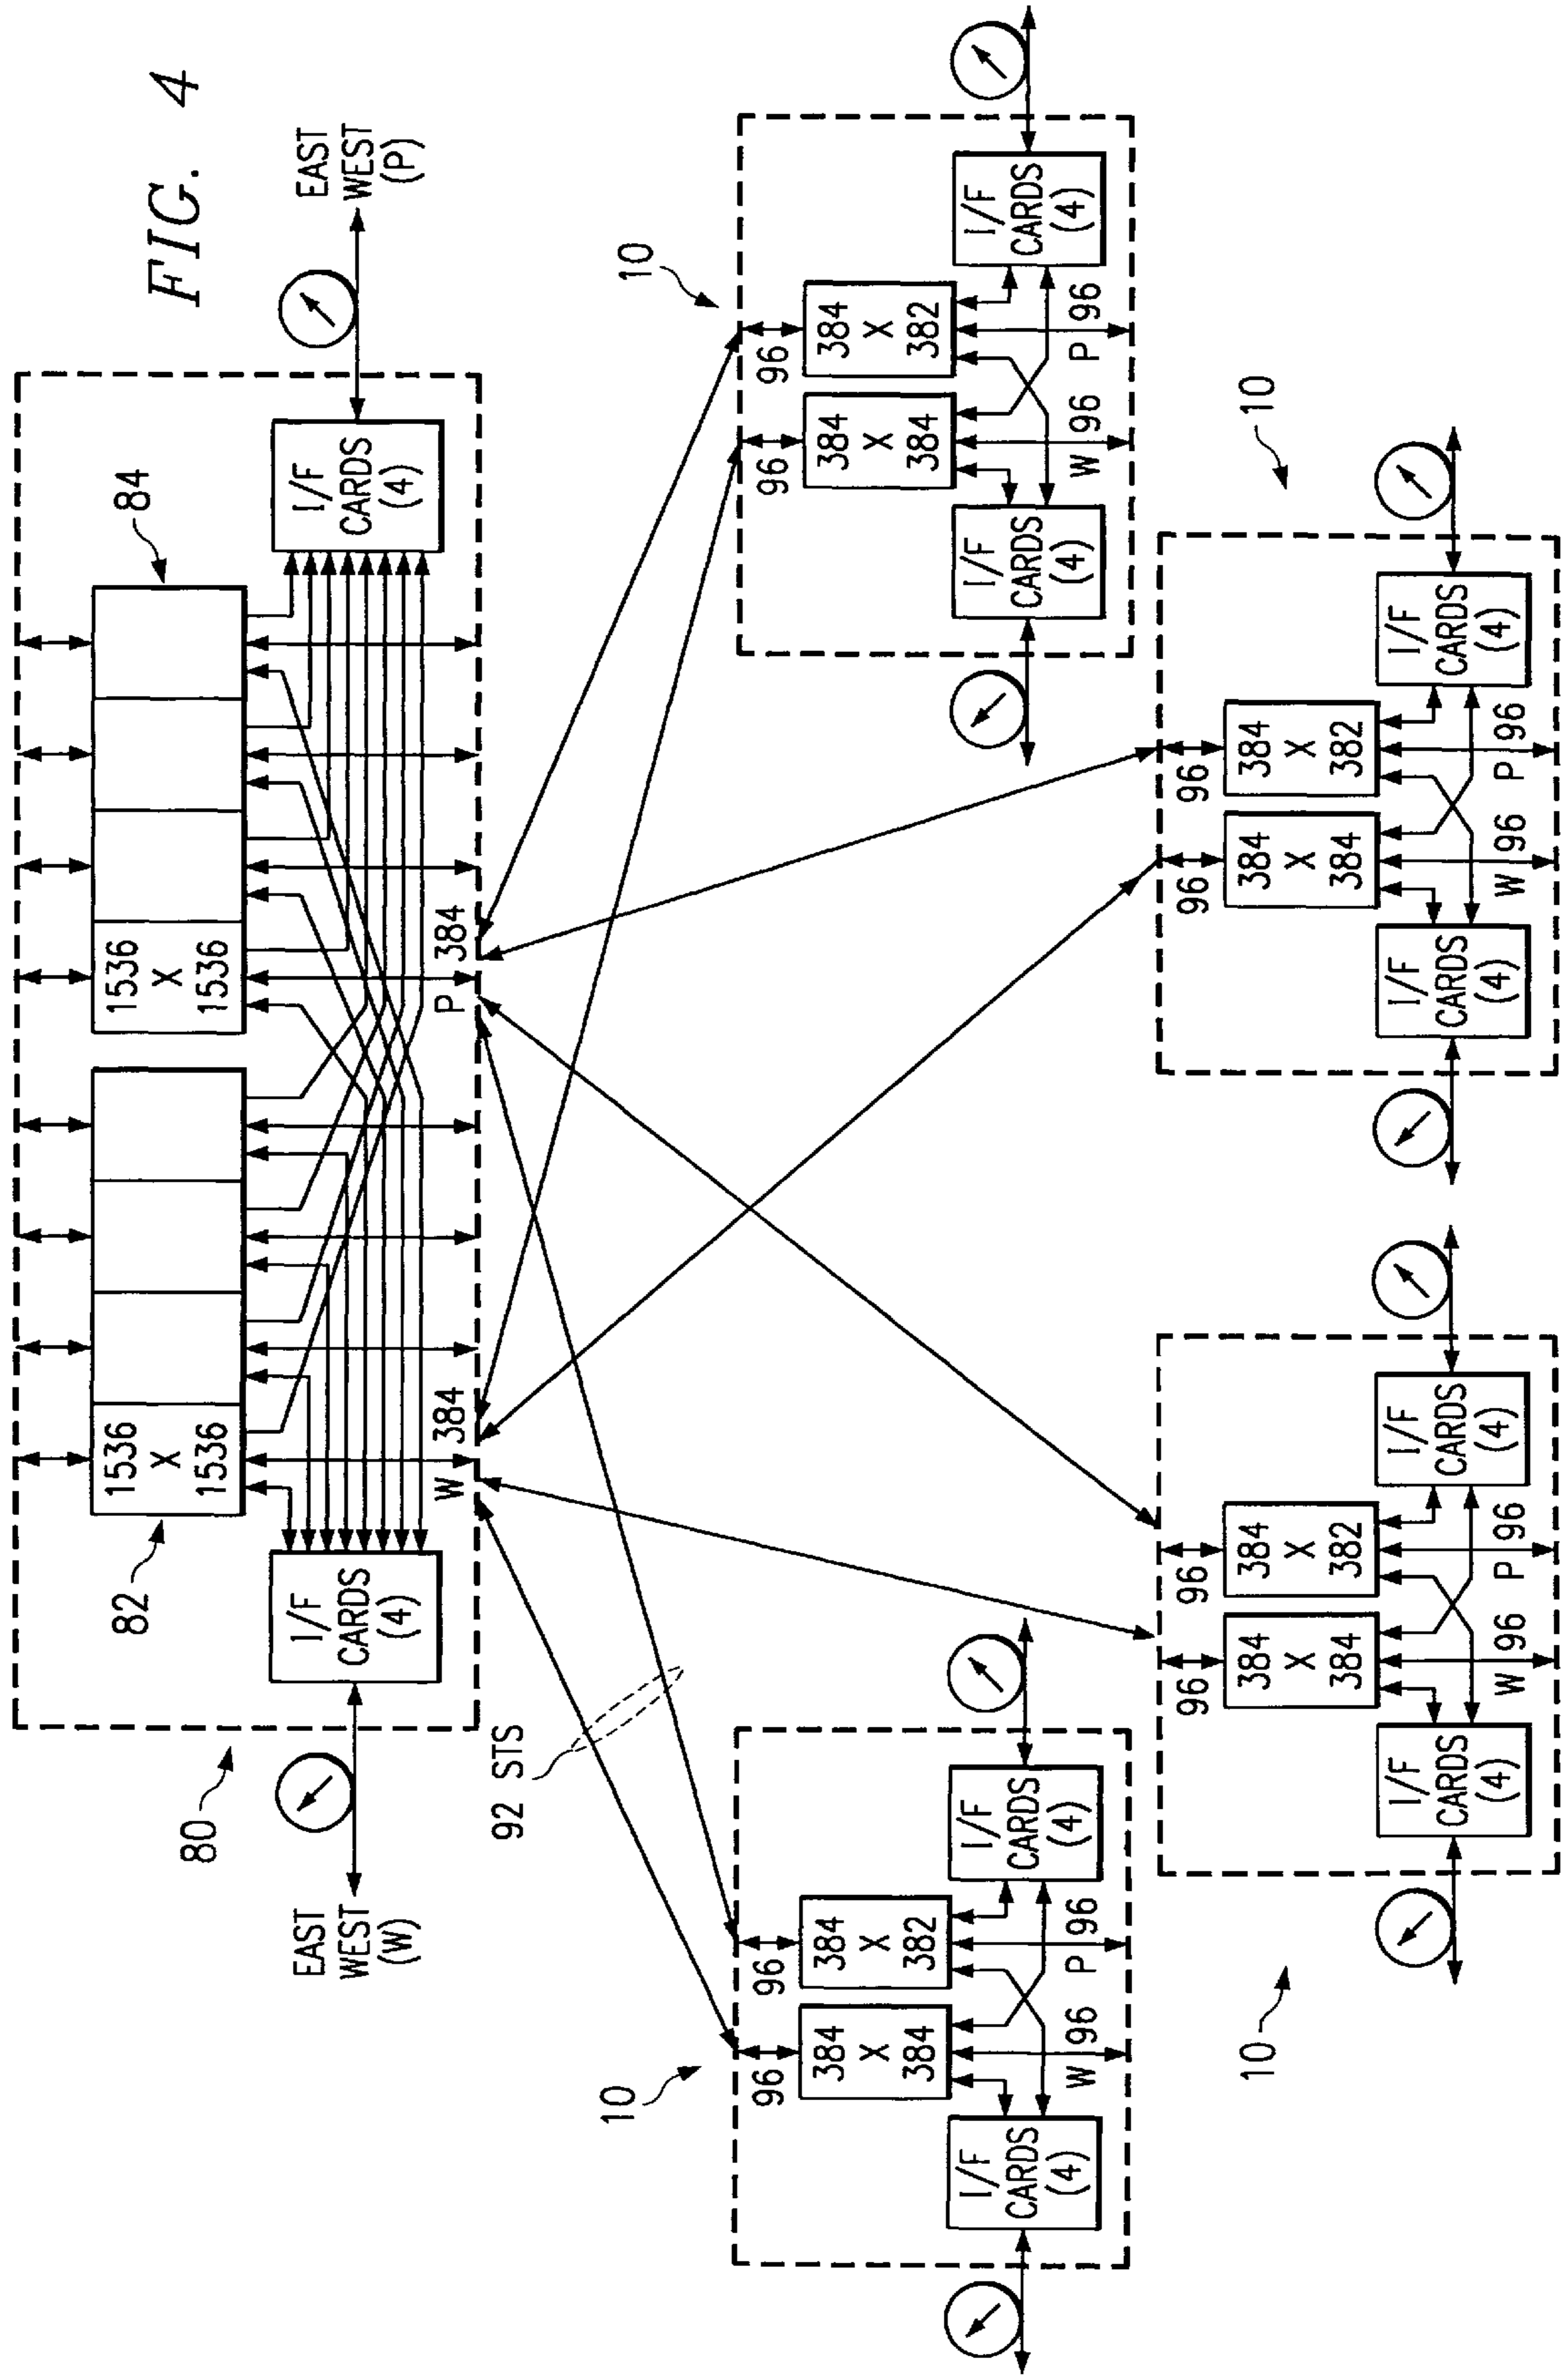 FIG. 4
80
82
84
1536
X
1536
1536
X
1536
I/F
CARDS
(4)
I/F
CARDS
(4)
EAST
WEST
(W)
EAST
WEST
(P)
W 384
P 384
92 STS
10
96
96
384
X
384
384
X
382
I/F
CARDS
(4)
I/F
CARDS
(4)
W 96
P 96
10
96
96
384
X
384
384
X
382
I/F
CARDS
(4)
I/F
CARDS
(4)
W 96
P 96
10
96
96
384
X
384
384
X
382
I/F
CARDS
(4)
I/F
CARDS
(4)
W 96
P 96
10
96
96
384
X
384
384
X
382
I/F
CARDS
(4)
I/F
CARDS
(4)
W 96
P 96